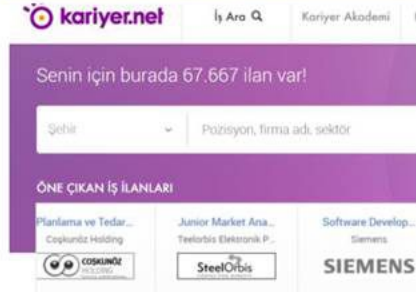 kariyer.net İş Ara Kariyer Akademi
Senin için burada 67.667 ilan var!
Şehir Pozisyon, firma adı, sektör
ÖNE ÇIKAN İŞ İLANLARI
Planlama ve Tedar... Junior Market Ana... Software Develop...
Coşkunöz Holding Teelorbis Elektronik P... Siemens
COŞKUNÖZ
HOLDING
SteelOrbis
SIEMENS